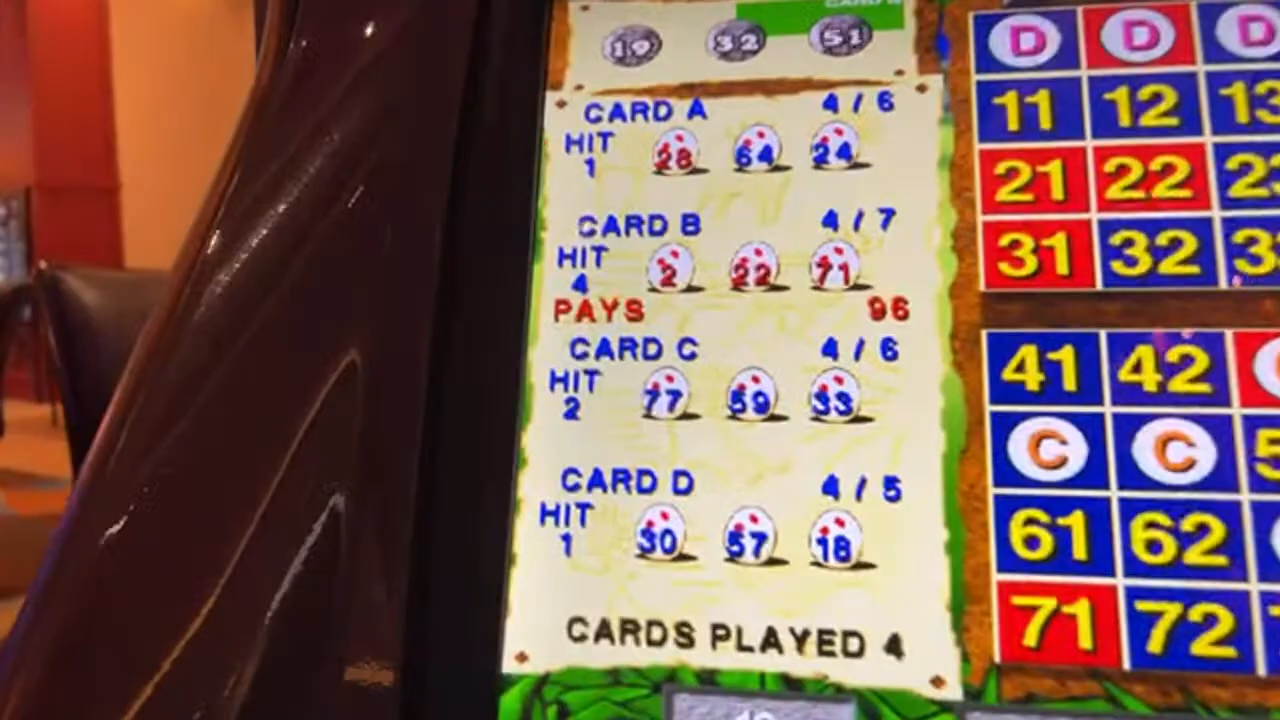 19 32 51
CARD A 4 / 6
HIT
1
28 64 24
CARD B 4 / 7
HIT
4
2 22 71
PAYS 96
CARD C 4 / 6
HIT
2
77 59 33
CARD D 4 / 5
HIT
1
30 57 18
CARDS PLAYED 4
D D D
11 12 13
21 22
31 32
41 42
C C
61 62
71 72